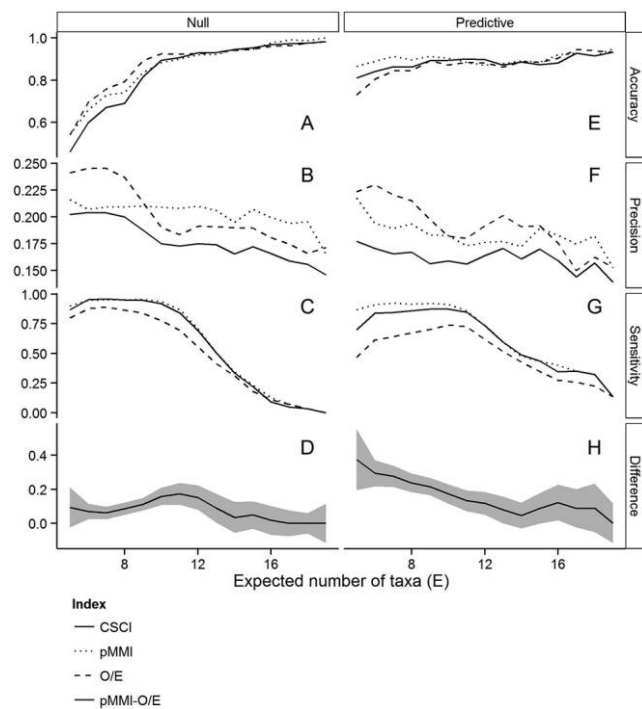 Null
Predictive
1.0
0.8
0.6
A
E
Accuracy
0.250
0.225
0.200
0.175
0.150
B
F
Precision
1.00
0.75
0.50
0.25
0.00
C
G
Sensitivity
0.4
0.2
0.0
D
H
Difference
8
12
16
8
12
16
Expected number of taxa (E)
Index
CSCI
pMMI
O/E
pMMI-O/E